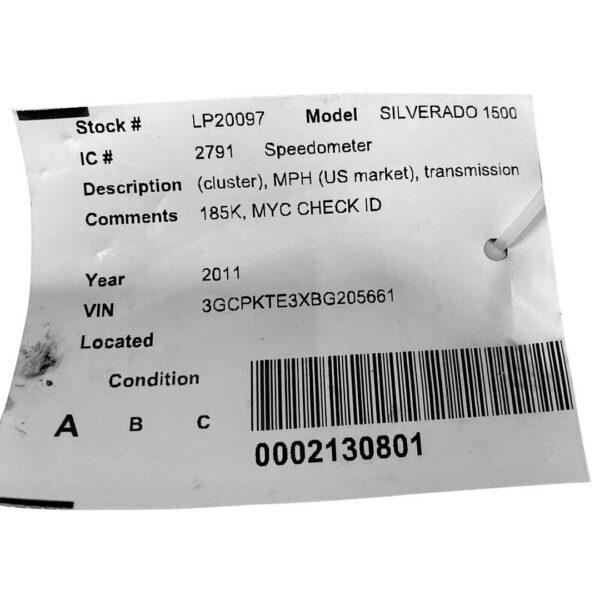 Stock # LP20097 Model SILVERADO 1500
IC # 2791 Speedometer
Description (cluster), MPH (US market), transmission
Comments 185K, MYC CHECK ID
Year 2011
VIN 3GCPKTE3XBG205661
Located
Condition
A B C
0002130801